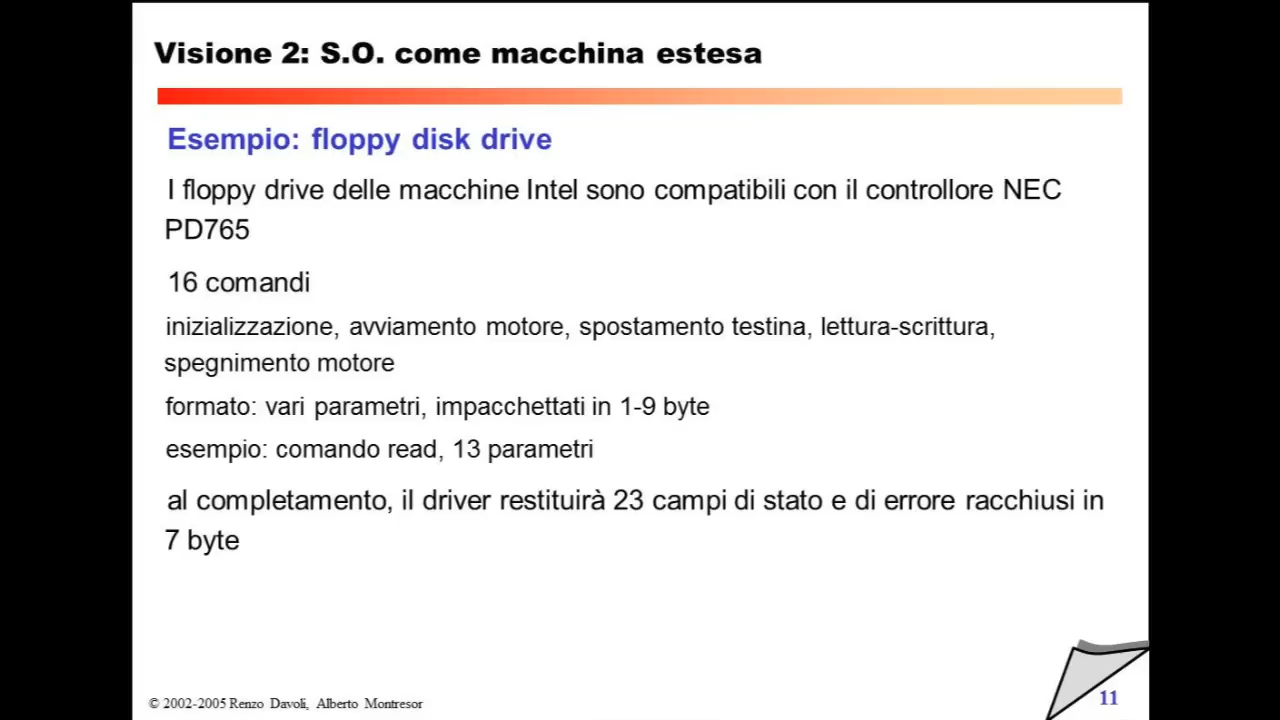 Visione 2: S.O. come macchina estesa
Esempio: floppy disk drive
I floppy drive delle macchine Intel sono compatibili con il controllore NEC
PD765
16 comandi
inizializzazione, avviamento motore, spostamento testina, lettura-scrittura,
spegnimento motore
formato: vari parametri, impacchettati in 1-9 byte
esempio: comando read, 13 parametri
al completamento, il driver restituirà 23 campi di stato e di errore racchiusi in
7 byte
© 2002-2005 Renzo Davoli, Alberto Montresor
11